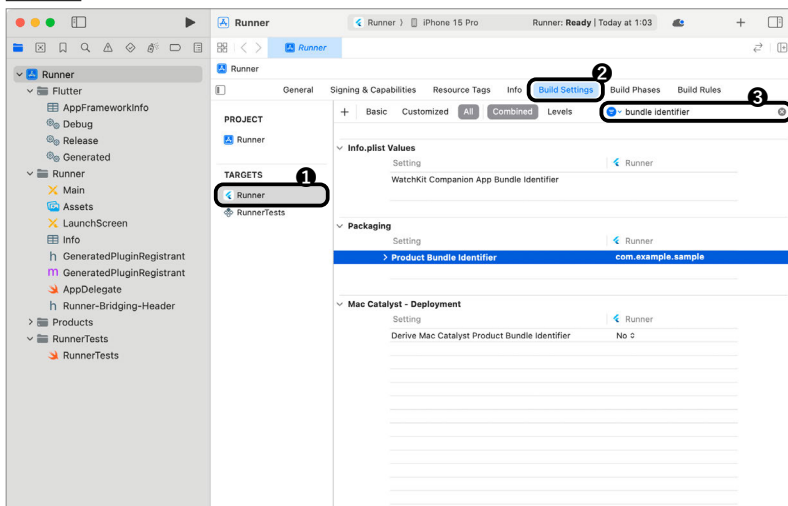 Runner
Runner
iPhone 15 Pro
Runner: Ready | Today at 1:03
Runner
Runner
Runner
Flutter
AppFrameworkInfo
Debug
Release
Generated
Runner
Main
Assets
LaunchScreen
Info
GeneratedPluginRegistrant
GeneratedPluginRegistrant
AppDelegate
Runner-Bridging-Header
Products
RunnerTests
RunnerTests
General
Signing & Capabilities
Resource Tags
Info
Build Settings
Build Phases
Build Rules
❷
❸
PROJECT
Runner
TARGETS
❶
Runner
RunnerTests
+
Basic
Customized
All
Combined
Levels
bundle identifier
Info.plist Values
Setting
Runner
WatchKit Companion App Bundle Identifier
Packaging
Setting
Runner
Product Bundle Identifier
com.example.sample
Mac Catalyst - Deployment
Setting
Runner
Derive Mac Catalyst Product Bundle Identifier
No